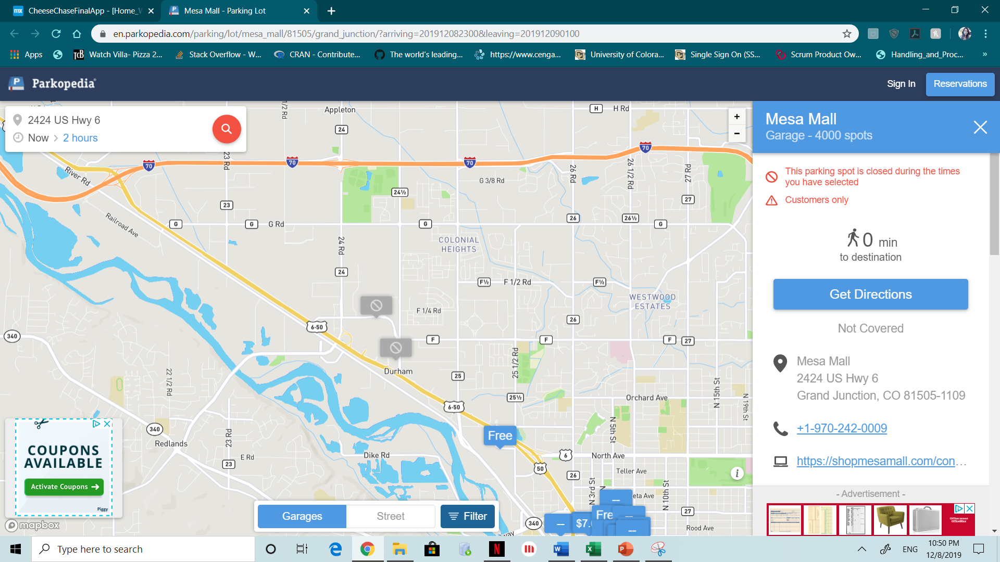 CheeseChaseFinalApp - [Home_W
Mesa Mall - Parking Lot
en.parkopedia.com/parking/lot/mesa_mall/81505/grand_junction/?arriving=201912082300&leaving=201912090100
Apps
Watch Villa- Pizza 2...
Stack Overflow - W...
CRAN - Contribute...
The world's leading...
https://www.cenga...
University of Colora...
Single Sign On (SS...
Scrum Product Ow...
Handling_and_Proc...
»
Parkopedia
Sign In
Reservations
2424 US Hwy 6
Now > 2 hours
Appleton
H
H Rd
1/2 Rd
24
23 Rd
70
70
70
70
River Rd
G 3/8 Rd
26 Rd
26 1/2 Rd
27 Rd
24½
23
27
Railroad Ave
G
G
G Rd
G
26
26½
G
24 Rd
COLONIAL
HEIGHTS
24
F½
F 1/2 Rd
F½
WESTWOOD
ESTATES
F 1/4 Rd
26
6-50
340
F
F
F
27
22 1/2 Rd
Durham
25
25 1/2 Rd
25½
Orchard Ave
N 15th St
N 19th St
6-50
340
Redlands
23 Rd
E Rd
23
Dike Rd
Free
6
North Ave
N 5th St
50
26
Teller Ave
N 3rd St
N 10th St
eta Ave
27
340
Rood Ave
way
--
--
$7.
Fre
--
--
+
-
i
COUPONS
AVAILABLE
Activate Coupons →
Piggy
mapbox
Garages
Street
Filter
Mesa Mall
Garage - 4000 spots
This parking spot is closed during the times
you have selected
Customers only
0 min
to destination
Get Directions
Not Covered
Mesa Mall
2424 US Hwy 6
Grand Junction, CO 81505-1109
+1-970-242-0009
https://shopmesamall.com/con...
- Advertisement -
Office DEPOT
OfficeMax
Type here to search
ENG
10:50 PM
12/8/2019